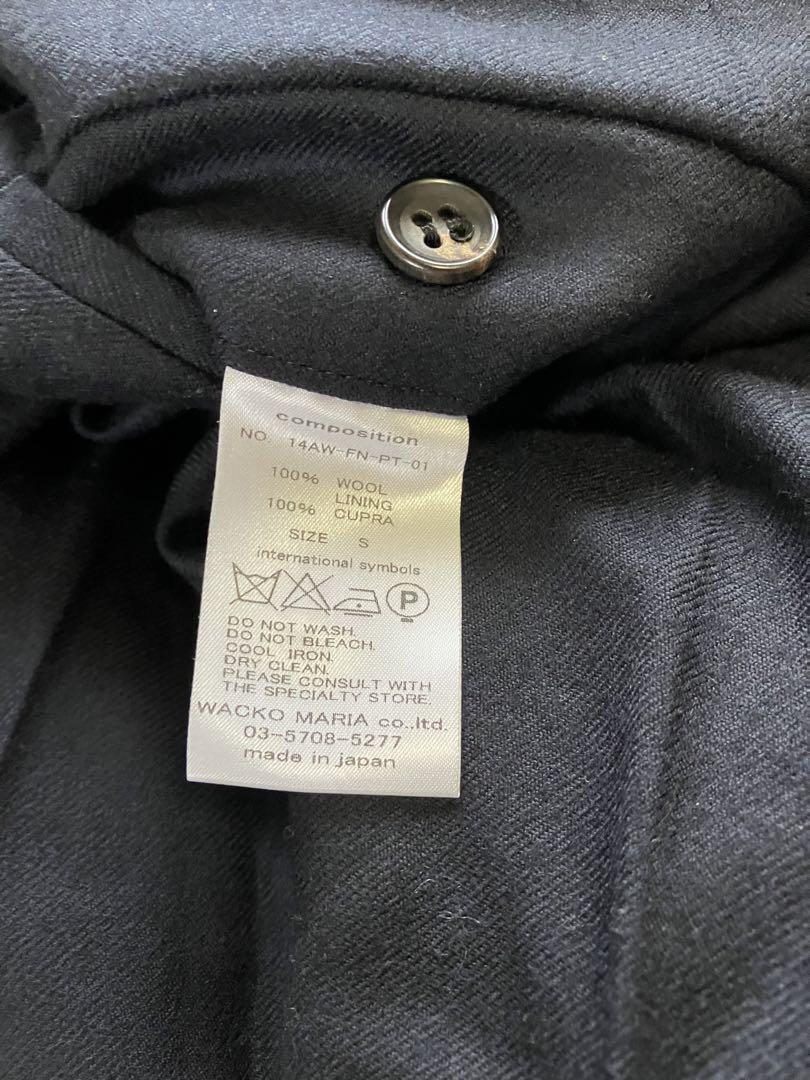 composition
NO. 14AW-FN-PT-01
100% WOOL
LINING
100% CUPRA
SIZE S
international symbols
P
DO NOT WASH.
DO NOT BLEACH.
COOL IRON.
DRY CLEAN.
PLEASE CONSULT WITH
THE SPECIALTY STORE.
WACKO MARIA co.,ltd.
03-5708-5277
made in japan